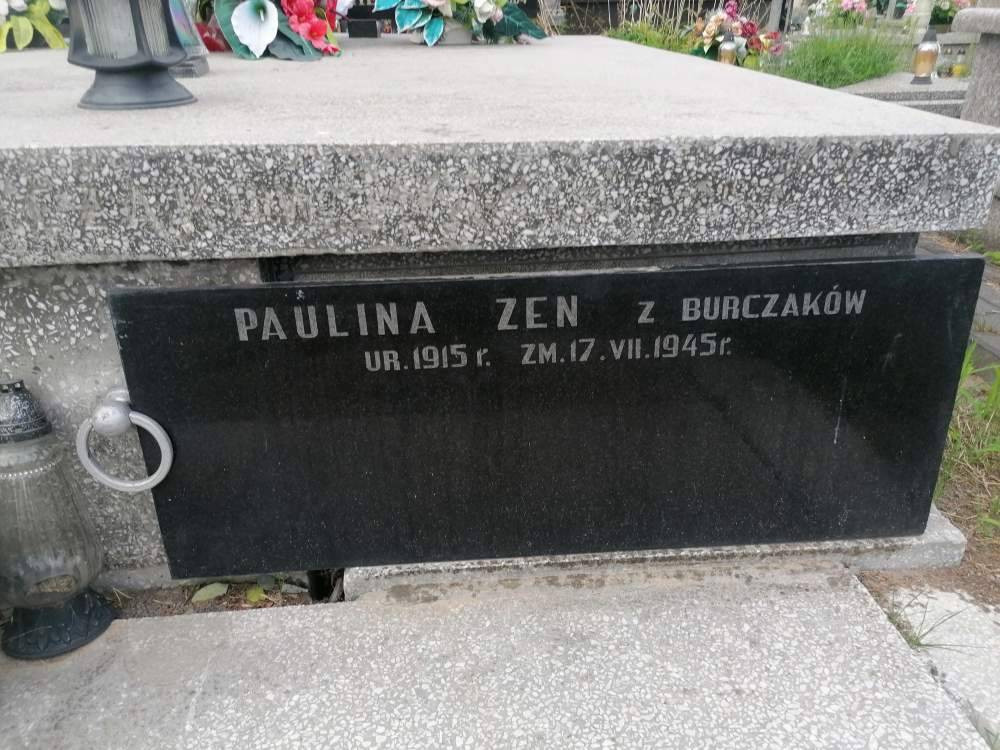 PAULINA ZEN Z BURCZAKÓW
UR. 1915 r. ZM. 17. VII. 1945 r.